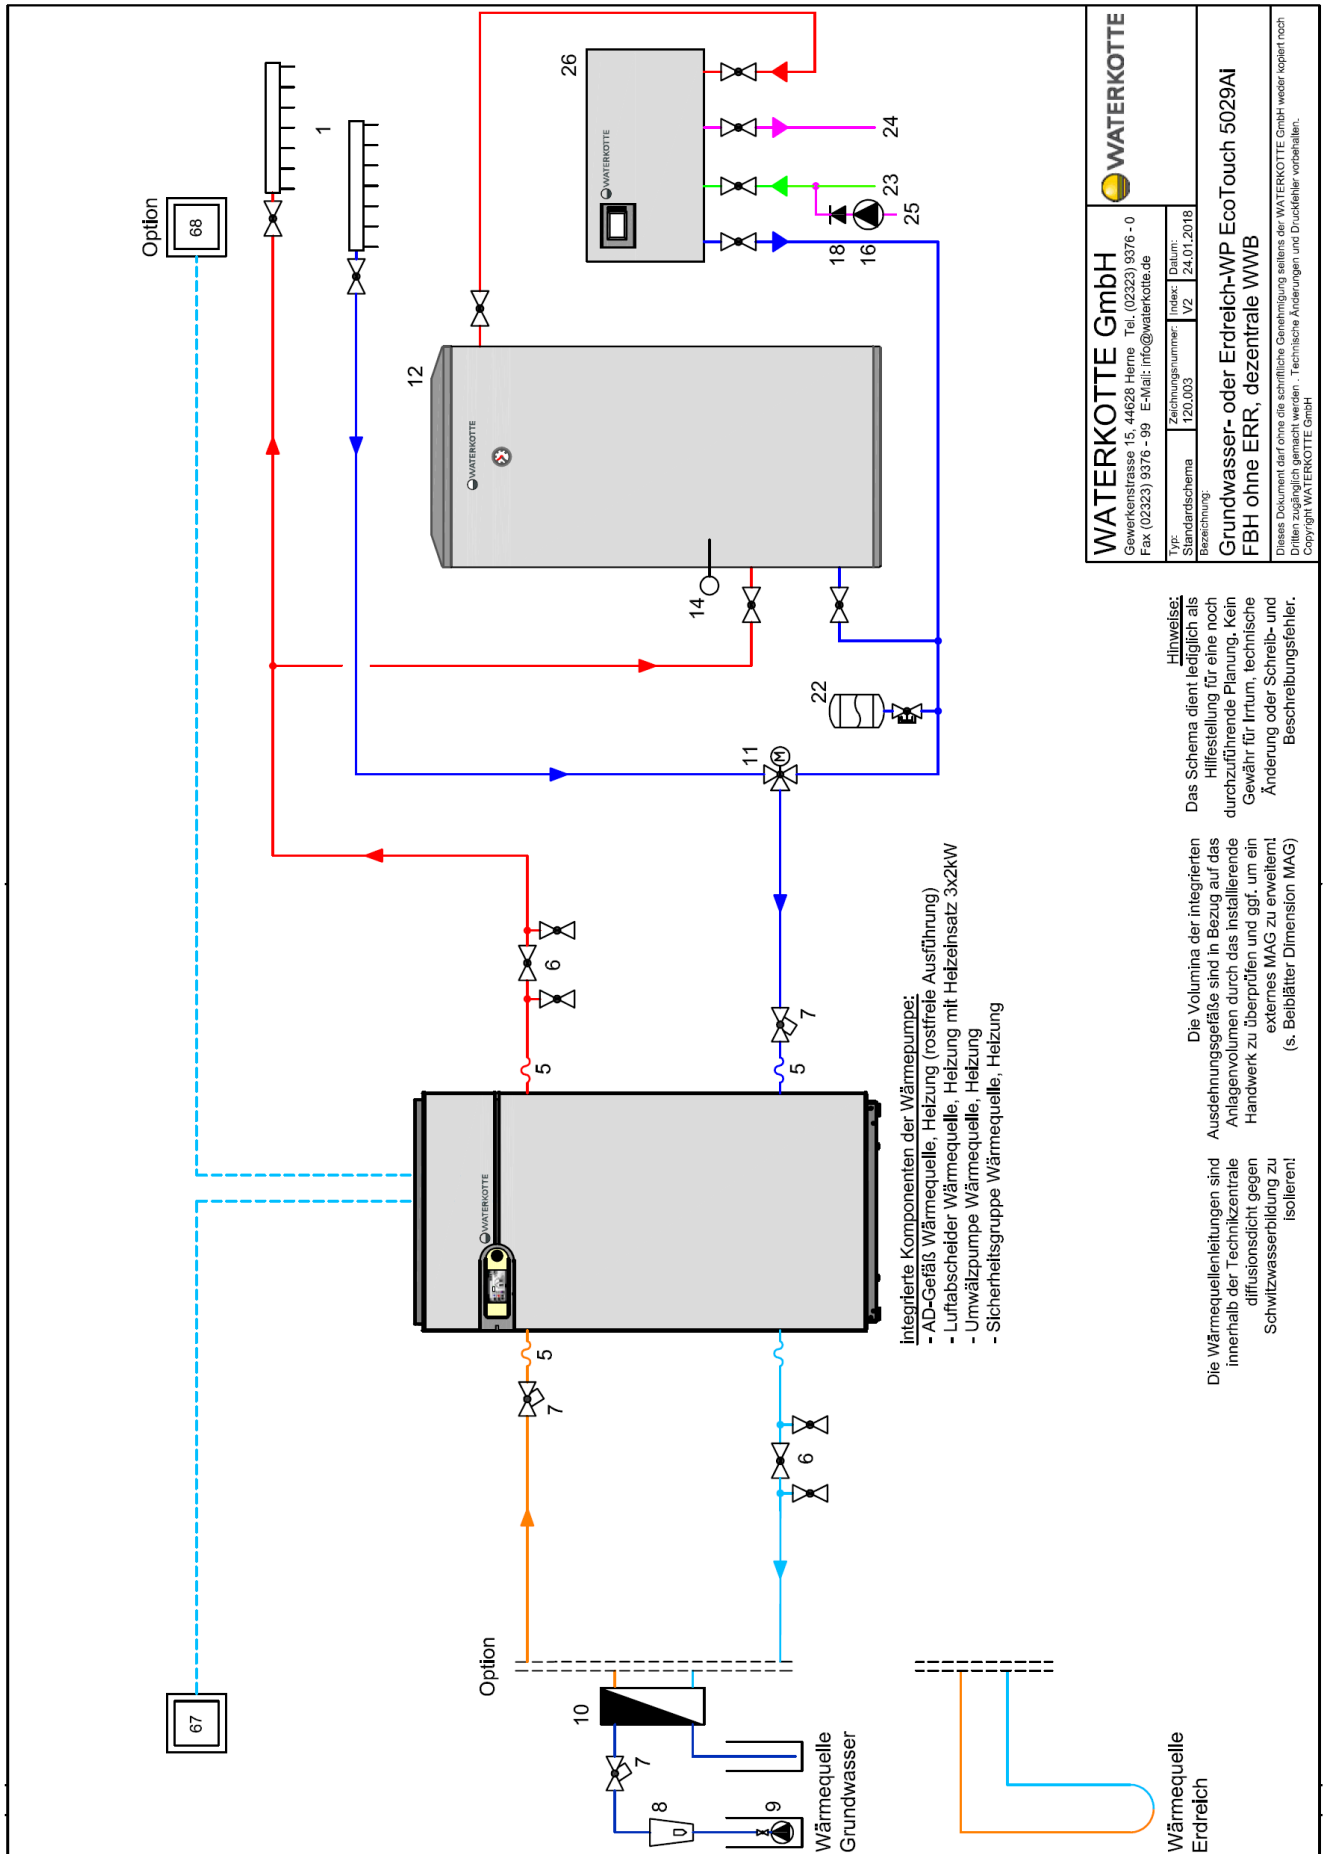 67
Option
68
1
26
WATERKOTTE
24
23
25
18
16
12
WATERKOTTE
14
22
11
M
5
6
7
5
WATERKOTTE
5
7
6
Option
10
7
8
9
Wärmequelle
Grundwasser
Wärmequelle
Erdreich
integrierte Komponenten der Wärmepumpe:
- AD-Gefäß Wärmequelle, Heizung (rostfreie Ausführung)
- Luftabscheider Wärmequelle, Heizung mit Heizeinsatz 3x2kW
- Umwälzpumpe Wärmequelle, Heizung
- Sicherheitsgruppe Wärmequelle, Heizung
Die Wärmequellenleitungen sind
innerhalb der Technikzentrale
diffusionsdicht gegen
Schwitzwasserbildung zu
isolieren!
Die Volumina der integrierten
Ausdehnungsgefäße sind in Bezug auf das
Anlagenvolumen durch das installierende
Handwerk zu überprüfen und ggf. um ein
externes MAG zu erweitern!
(s. Beiblätter Dimension MAG)
Hinweise:
Das Schema dient lediglich als
Hilfestellung für eine noch
durchzuführende Planung. Kein
Gewähr für Irrtum, technische
Änderung oder Schreib- und
Beschreibungsfehler.
WATERKOTTE GmbH
Gewerkenstrasse 15, 44628 Herne Tel. (02323) 9376 - 0
Fax (02323) 9376 - 99 E-Mail: info@waterkotte.de
WATERKOTTE
Typ:
Standardschema
Zeichnungsnummer:
120.003
Index:
V2
Datum:
24.01.2018
Bezeichnung:
Grundwasser- oder Erdreich-WP EcoTouch 5029Ai
FBH ohne ERR, dezentrale WWB
Dieses Dokument darf ohne die schriftliche Genehmigung seitens der WATERKOTTE GmbH weder kopiert noch
Dritten zugänglich gemacht werden . Technische Änderungen und Druckfehler vorbehalten.
Copyright WATERKOTTE GmbH